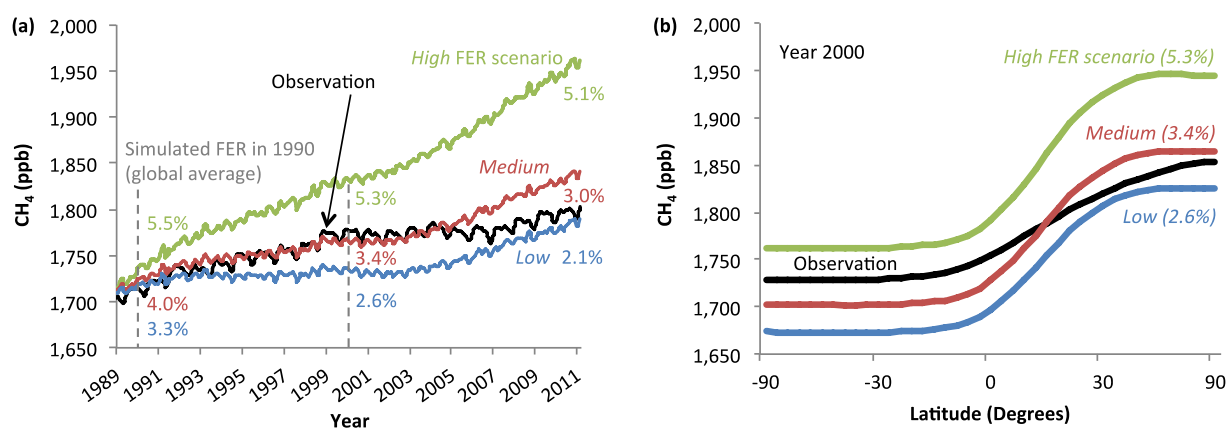 (a)
2,000
1,950
1,900
1,850
1,800
1,750
1,700
1,650
CH4 (ppb)
High FER scenario
Observation
5.1%
Simulated FER in 1990
(global average)
Medium
5.5%
5.3%
3.0%
3.4%
Low 2.1%
4.0%
2.6%
3.3%
1989
1991
1993
1995
1997
1999
2001
2003
2005
2007
2009
2011
Year
(b)
2,000
1,950
1,900
1,850
1,800
1,750
1,700
1,650
CH4 (ppb)
Year 2000
High FER scenario (5.3%)
Medium (3.4%)
Low (2.6%)
Observation
-90
-30
0
30
90
Latitude (Degrees)